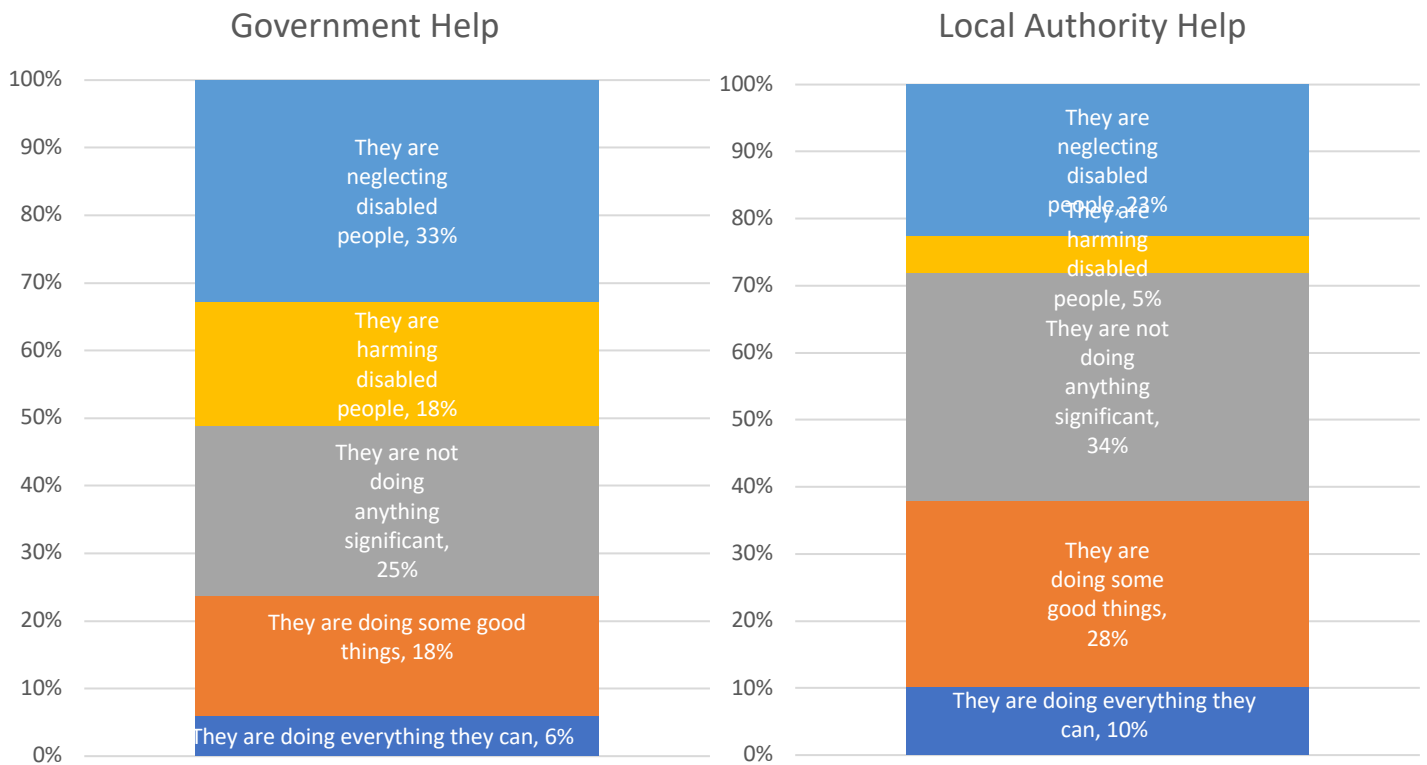 Government Help
100%
90%
80%
70%
60%
50%
40%
30%
20%
10%
0%
They are
neglecting
disabled
people, 33%
They are
harming
disabled
people, 18%
They are not
doing
anything
significant,
25%
They are doing some good
things, 18%
They are doing everything they can, 6%
Local Authority Help
100%
90%
80%
70%
60%
50%
40%
30%
20%
10%
0%
They are
neglecting
disabled
people, 23%
They are
harming
disabled
people, 5%
They are not
doing
anything
significant,
34%
They are
doing some
good things,
28%
They are doing everything they
can, 10%